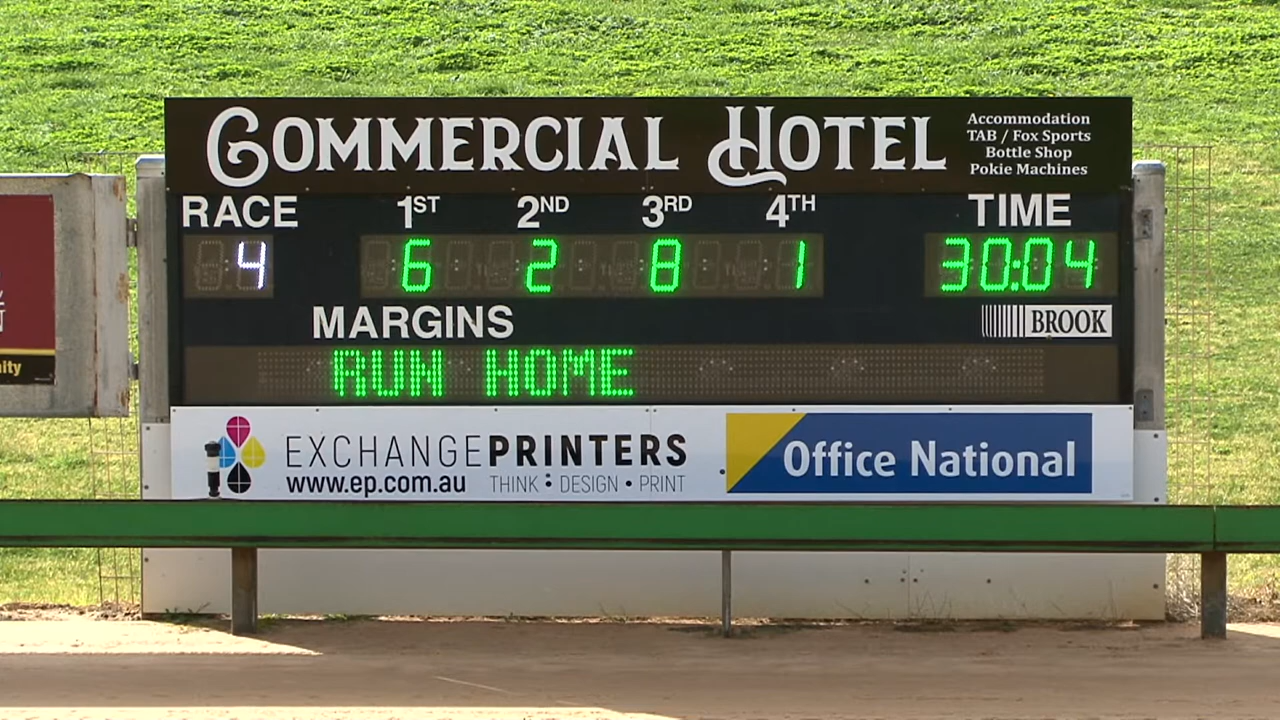 COMMERCIAL HOTEL
Accommodation
TAB / Fox Sports
Bottle Shop
Pokie Machines
RACE 1ST 2ND 3RD 4TH TIME
4 6 2 8 1 30:04
MARGINS
BROOK
RUN HOME
EXCHANGEPRINTERS
www.ep.com.au THINK : DESIGN • PRINT
Office National